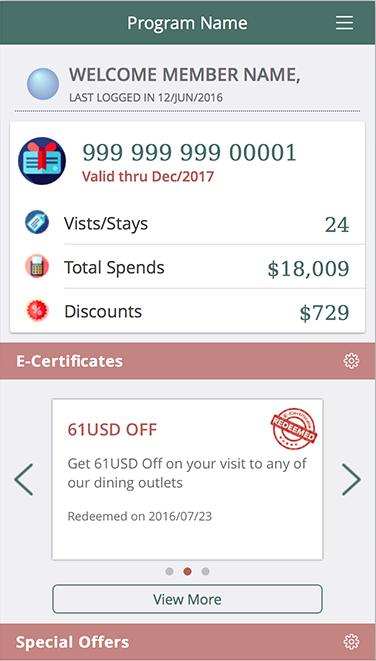 Program Name
WELCOME MEMBER NAME,
LAST LOGGED IN 12/JUN/2016
999 999 999 00001
Valid thru Dec/2017
Vists/Stays 24
Total Spends $18,009
Discounts $729
E-Certificates
61USD OFF
E-Certificate
REDEEMED
Get 61USD Off on your visit to any of
our dining outlets
Redeemed on 2016/07/23
View More
Special Offers